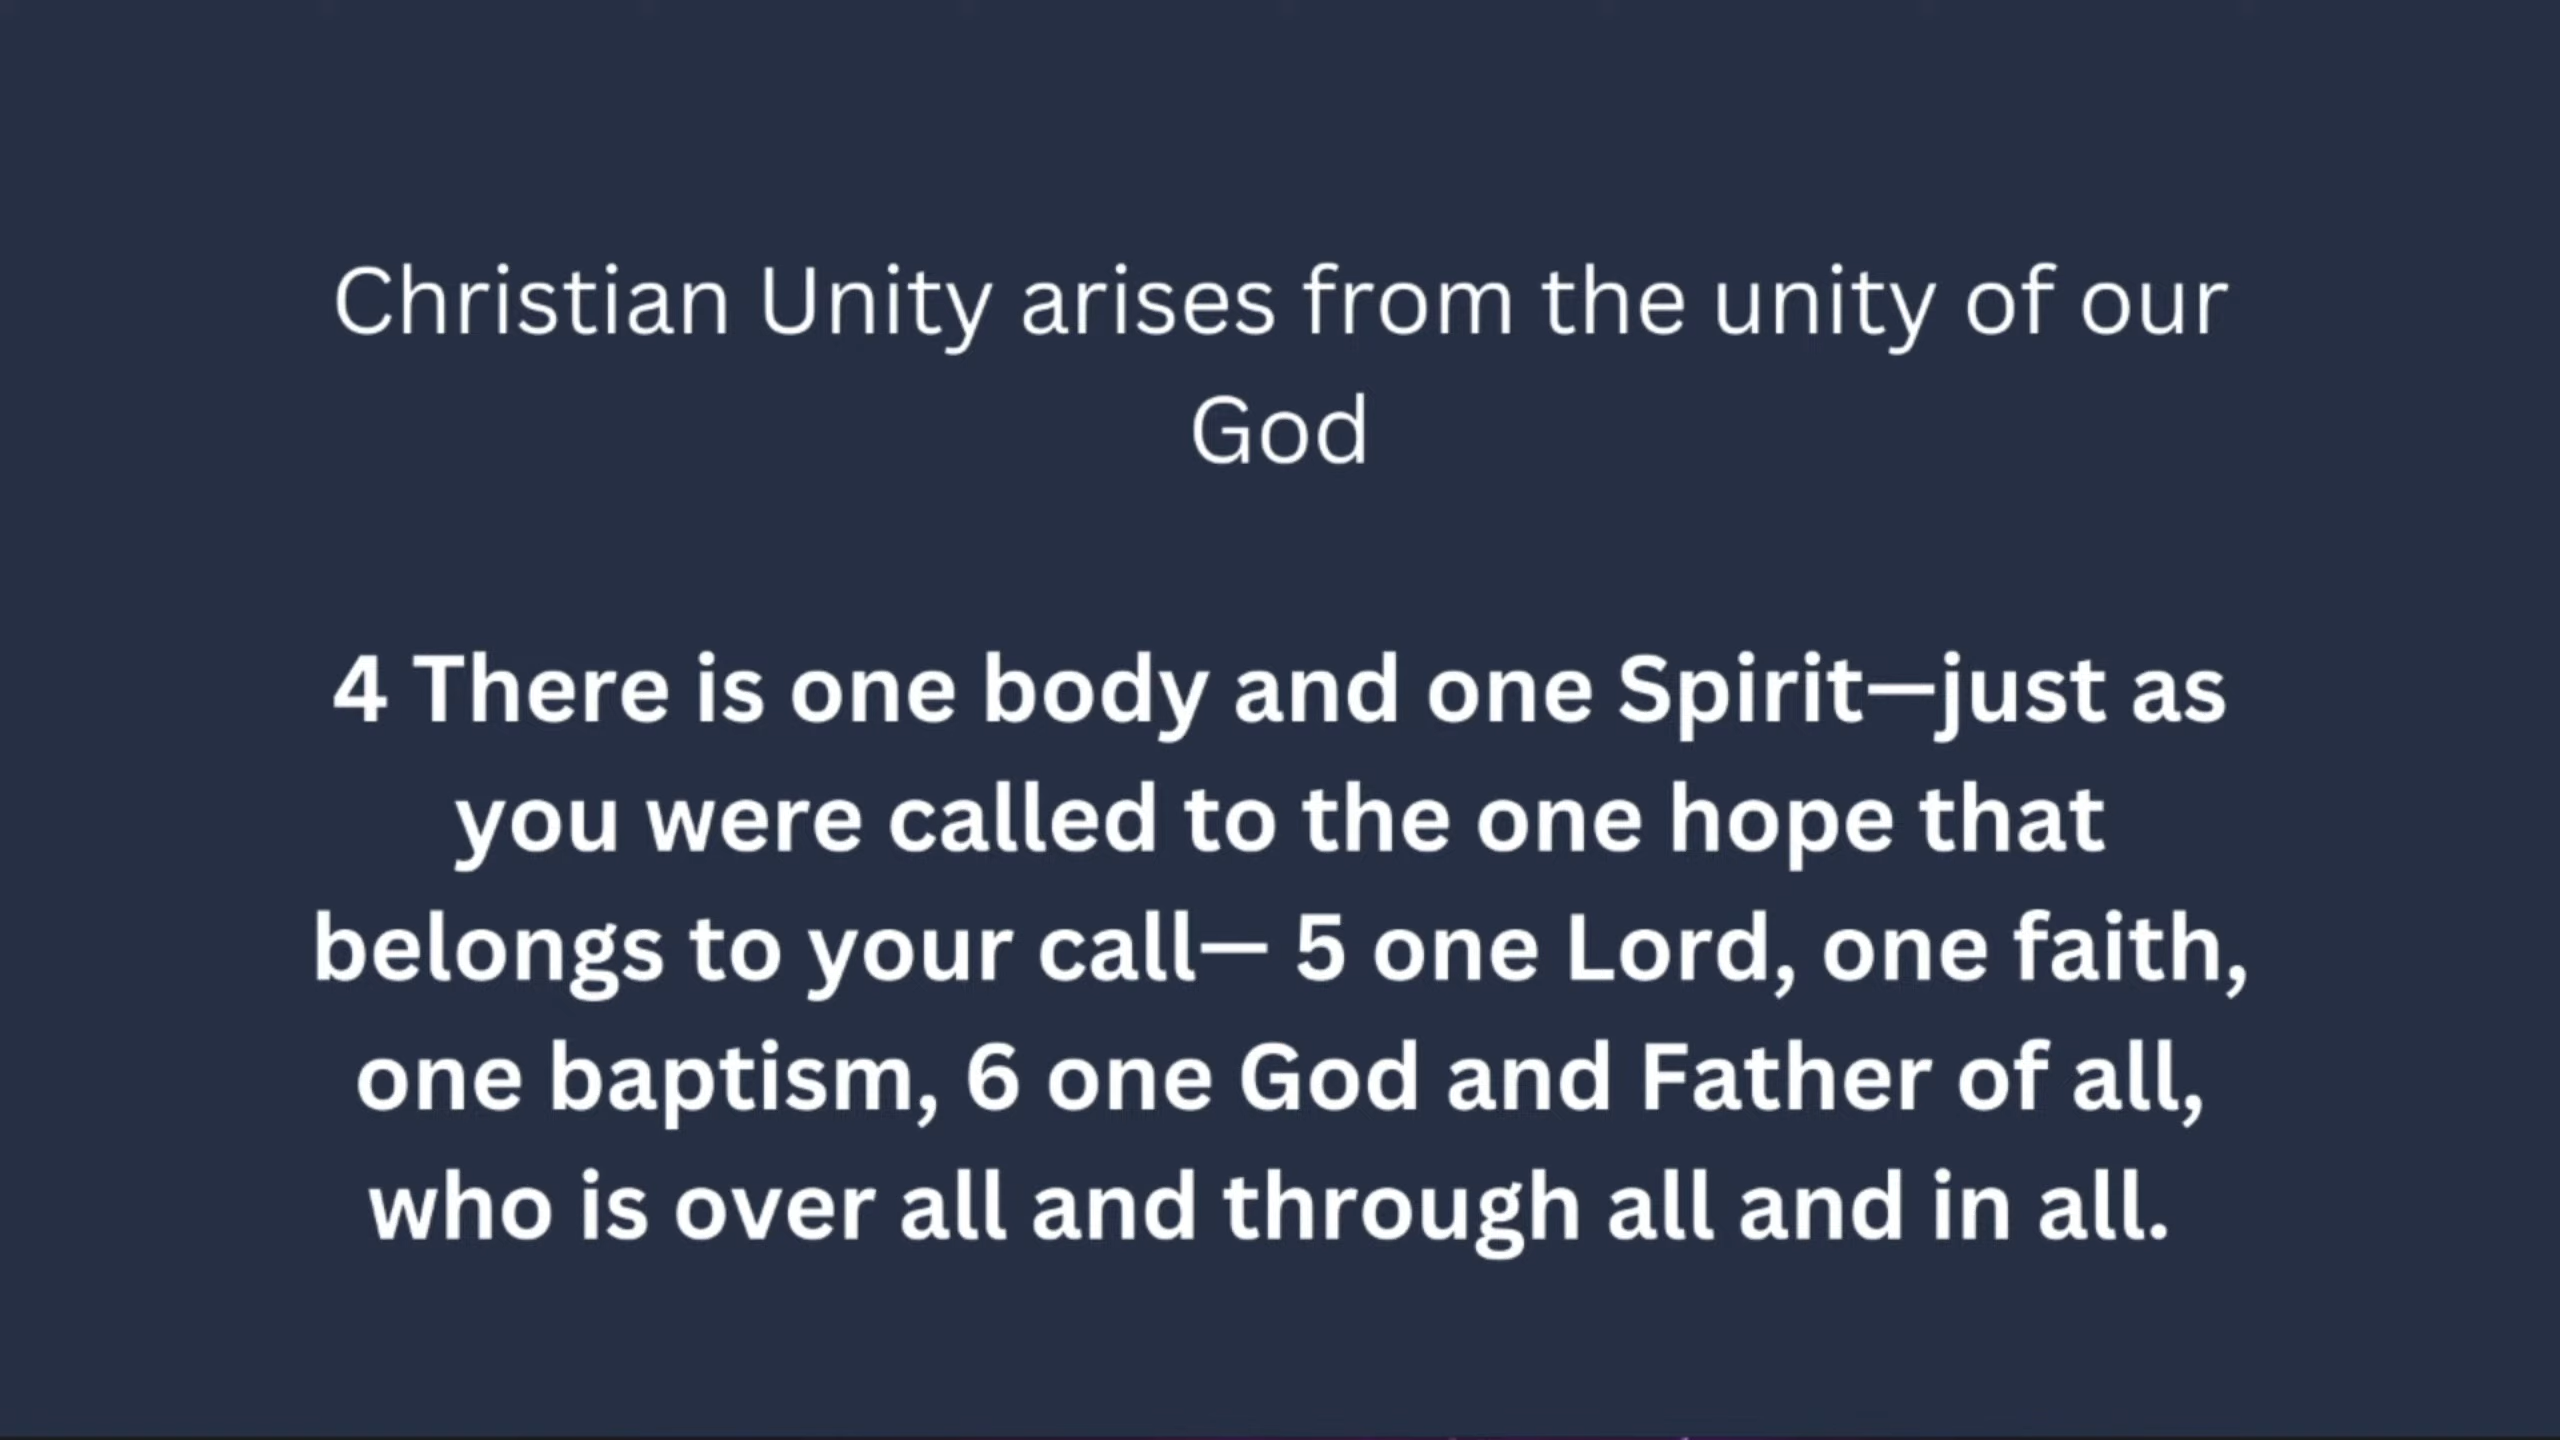 Christian Unity arises from the unity of our
God
4 There is one body and one Spirit—just as
you were called to the one hope that
belongs to your call— 5 one Lord, one faith,
one baptism, 6 one God and Father of all,
who is over all and through all and in all.